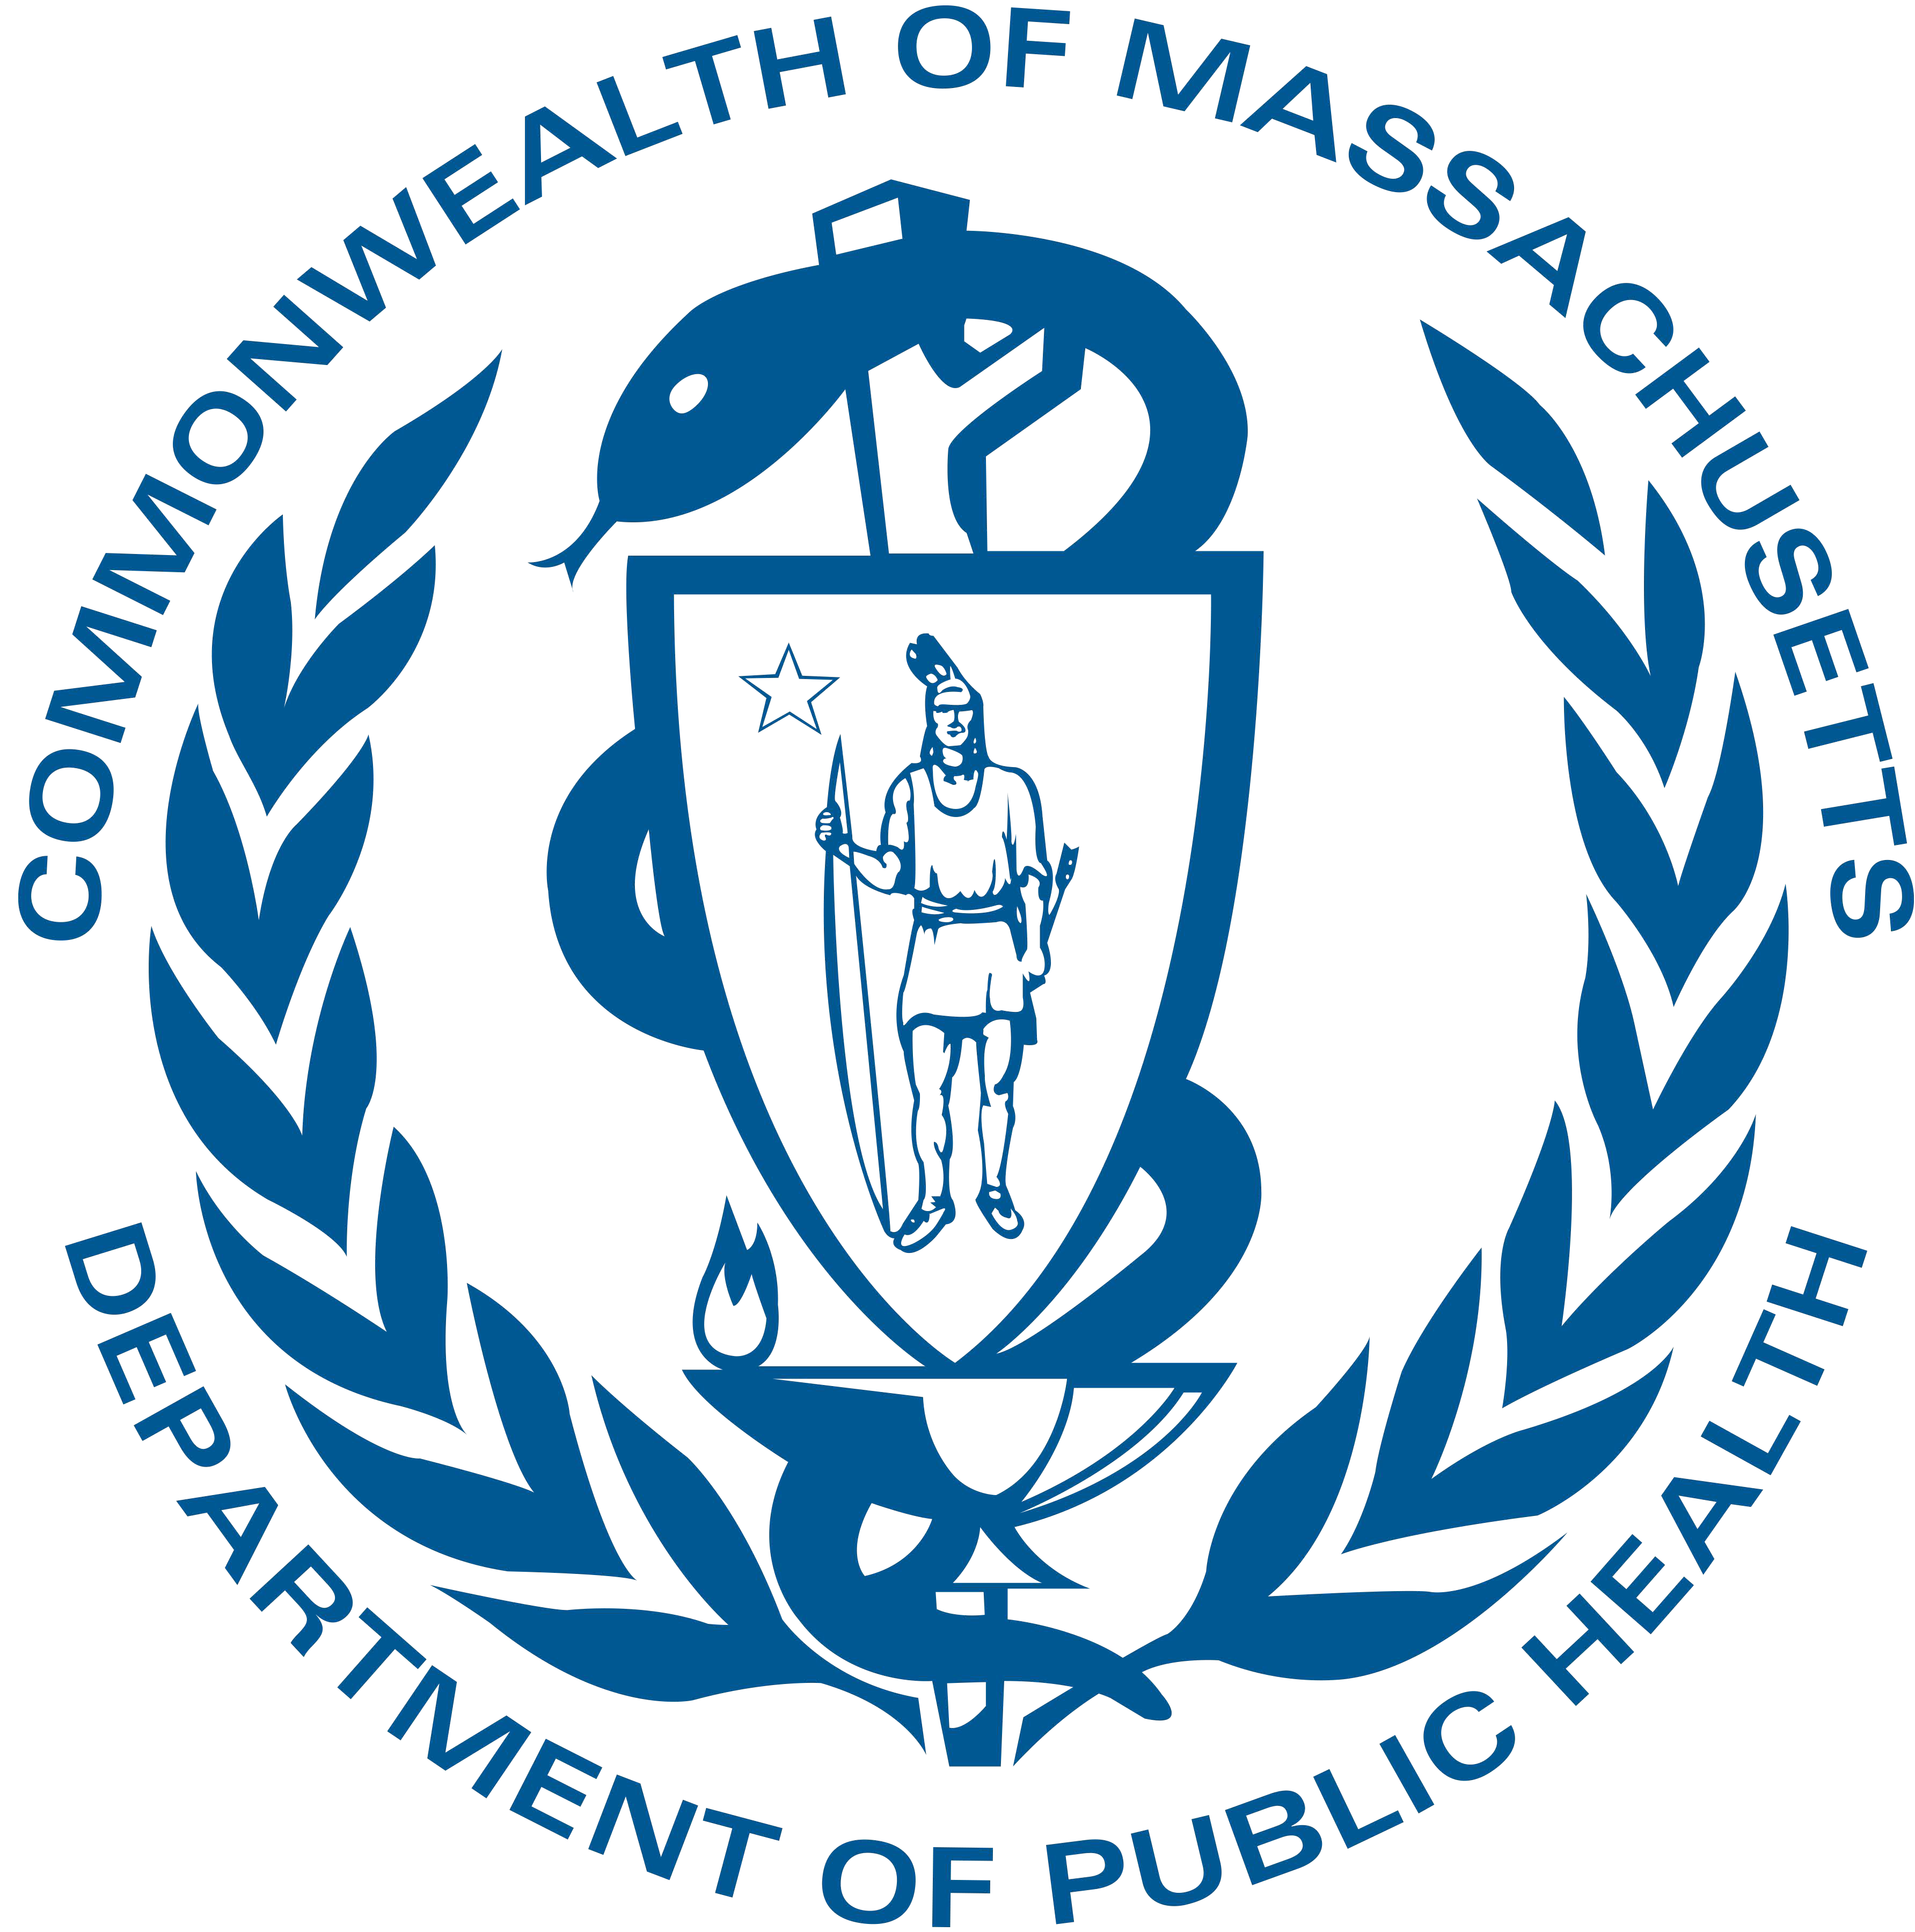 COMMONWEALTH OF MASSACHUSETTS
DEPARTMENT OF PUBLIC HEALTH